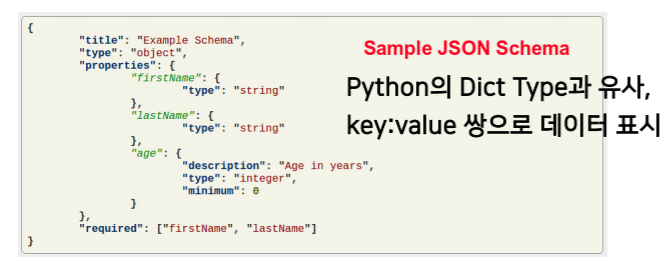 {
"title": "Example Schema",
"type": "object",
"properties": {
"firstName": {
"type": "string"
},
"lastName": {
"type": "string"
},
"age": {
"description": "Age in years",
"type": "integer",
"minimum": 0
}
},
"required": ["firstName", "lastName"]
}
Sample JSON Schema
Python의 Dict Type과 유사,
key:value 쌍으로 데이터 표시